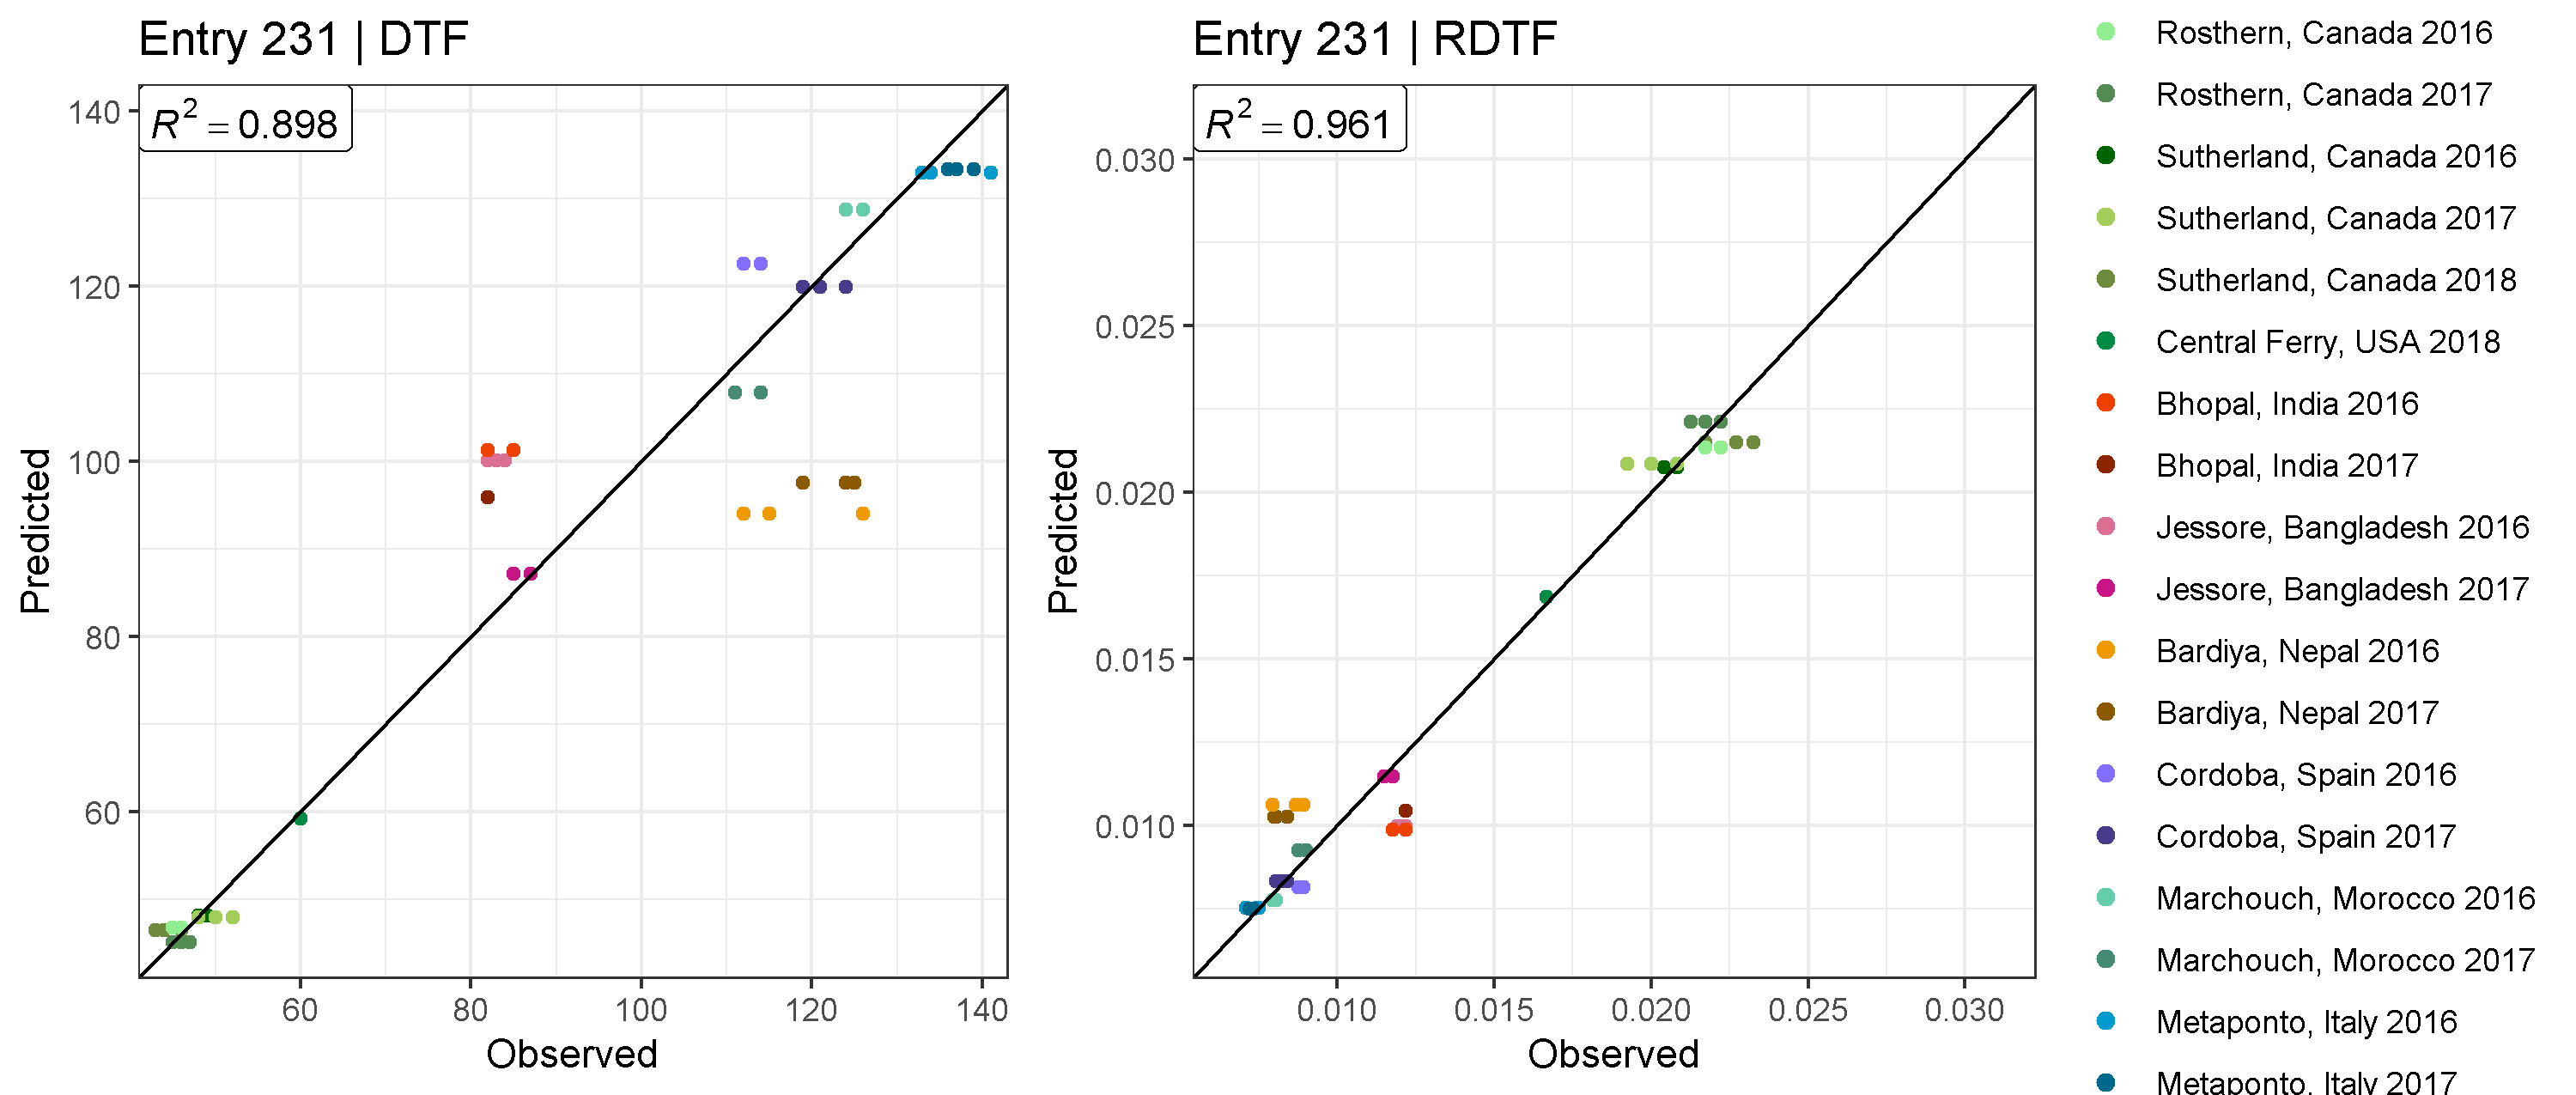 Entry 231 | DTF
R² = 0.898
140
120
100
80
60
Predicted
60 80 100 120 140
Observed
Entry 231 | RDTF
R² = 0.961
0.030
0.025
0.020
0.015
0.010
Predicted
0.010 0.015 0.020 0.025 0.030
Observed
Rosthern, Canada 2016
Rosthern, Canada 2017
Sutherland, Canada 2016
Sutherland, Canada 2017
Sutherland, Canada 2018
Central Ferry, USA 2018
Bhopal, India 2016
Bhopal, India 2017
Jessore, Bangladesh 2016
Jessore, Bangladesh 2017
Bardiya, Nepal 2016
Bardiya, Nepal 2017
Cordoba, Spain 2016
Cordoba, Spain 2017
Marchouch, Morocco 2016
Marchouch, Morocco 2017
Metaponto, Italy 2016
Metaponto, Italy 2017